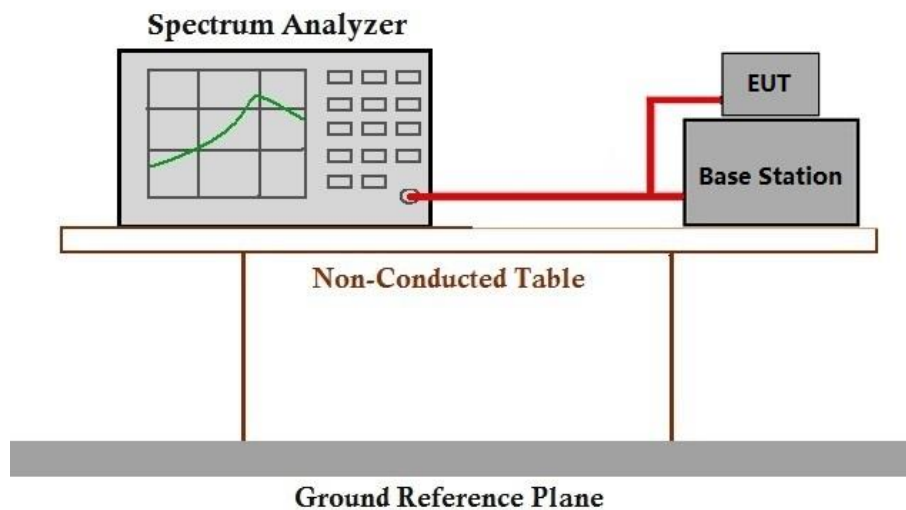 Spectrum Analyzer
EUT
Base Station
Non-Conducted Table
Ground Reference Plane